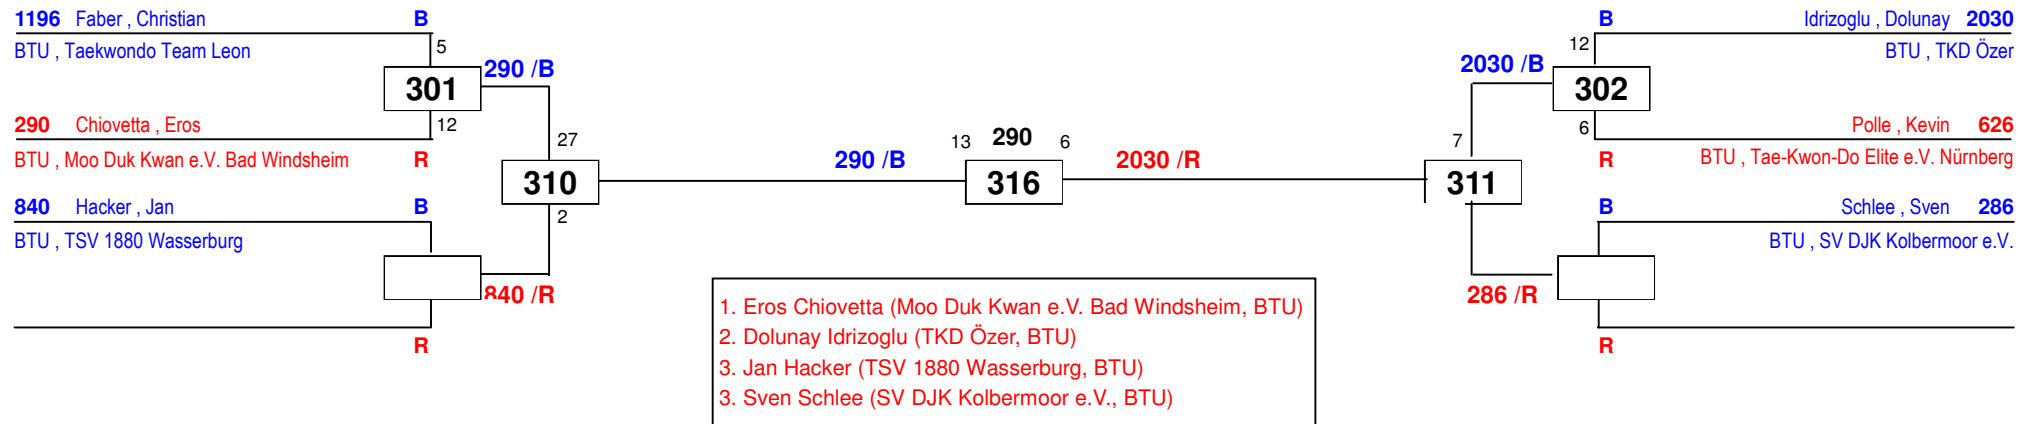 1196 Faber , Christian B
BTU , Taekwondo Team Leon
5
301
290 /B
12
290 Chiovetta , Eros
BTU , Moo Duk Kwan e.V. Bad Windsheim R
840 Hacker , Jan B
BTU , TSV 1880 Wasserburg
840 /R
R
27
310
2
290 /B
13 290 6
316
2030 /R
7
311
2030 /B
286 /R
B Idrizoglu , Dolunay 2030
12
BTU , TKD Özer
302
6
Polle , Kevin 626
R BTU , Tae-Kwon-Do Elite e.V. Nürnberg
B Schlee , Sven 286
BTU , SV DJK Kolbermoor e.V.
R
1. Eros Chiovetta (Moo Duk Kwan e.V. Bad Windsheim, BTU)
2. Dolunay Idrizoglu (TKD Özer, BTU)
3. Jan Hacker (TSV 1880 Wasserburg, BTU)
3. Sven Schlee (SV DJK Kolbermoor e.V., BTU)